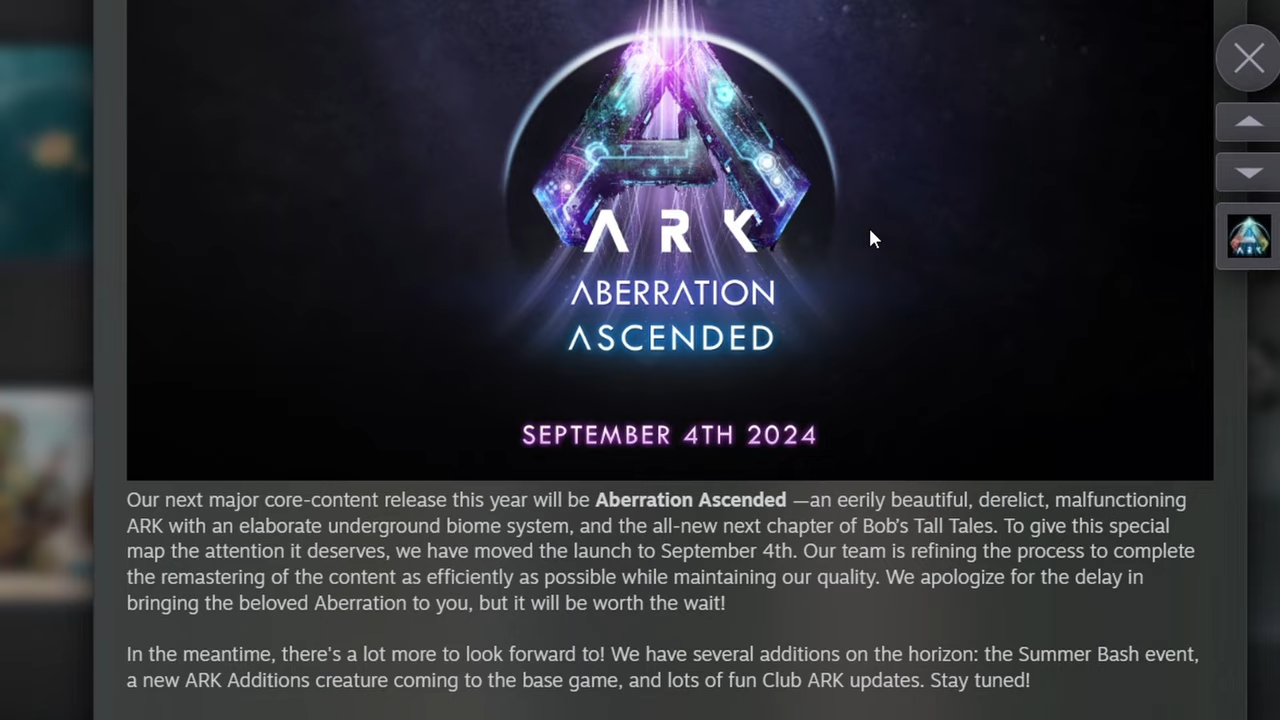 ARK
ABERRATION
ASCENDED
SEPTEMBER 4TH 2024
Our next major core-content release this year will be Aberration Ascended —an eerily beautiful, derelict, malfunctioning
ARK with an elaborate underground biome system, and the all-new next chapter of Bob's Tall Tales. To give this special
map the attention it deserves, we have moved the launch to September 4th. Our team is refining the process to complete
the remastering of the content as efficiently as possible while maintaining our quality. We apologize for the delay in
bringing the beloved Aberration to you, but it will be worth the wait!
In the meantime, there's a lot more to look forward to! We have several additions on the horizon: the Summer Bash event,
a new ARK Additions creature coming to the base game, and lots of fun Club ARK updates. Stay tuned!
ARK